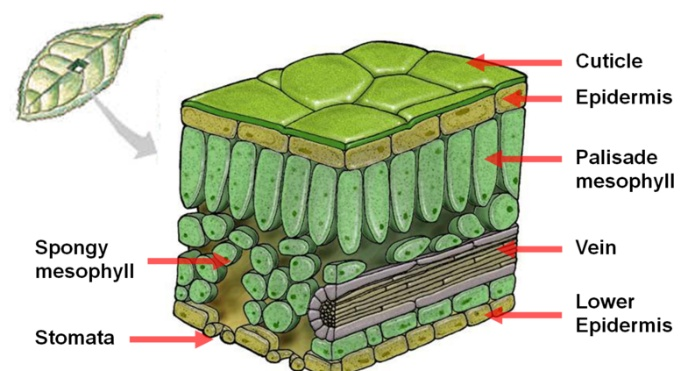 Cuticle
Epidermis
Palisade
mesophyll
Spongy
mesophyll
Vein
Lower
Epidermis
Stomata